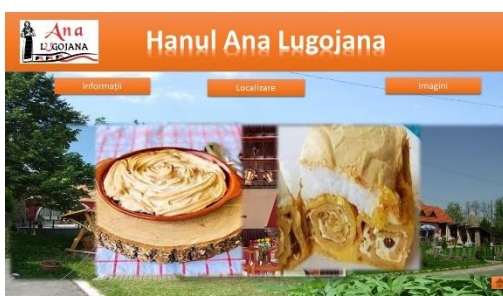 Ana
LUGOJANA
Hanul Ana Lugojana
Informații
Localizare
Imagini